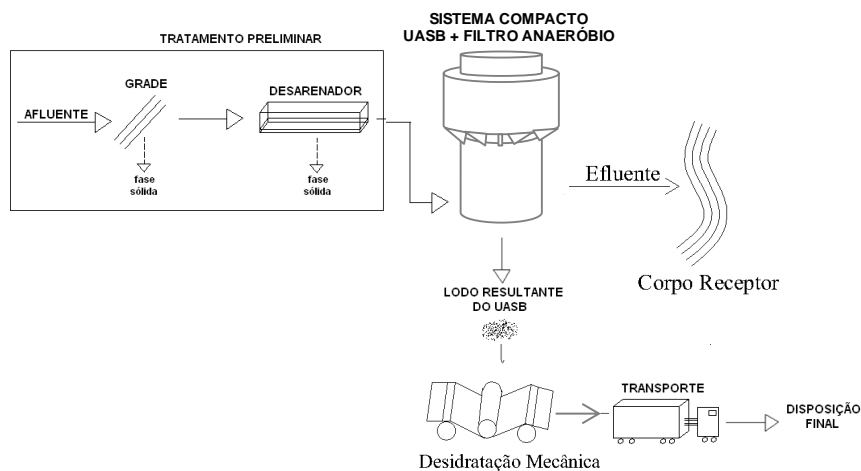 SISTEMA COMPACTO
UASB + FILTRO ANAERÓBIO
TRATAMENTO PRELIMINAR
GRADE
DESARENADOR
AFLUENTE
fase
sólida
fase
sólida
Efluente
Corpo Receptor
LODO RESULTANTE
DO UASB
TRANSPORTE
DISPOSIÇÃO
FINAL
Desidratação Mecânica